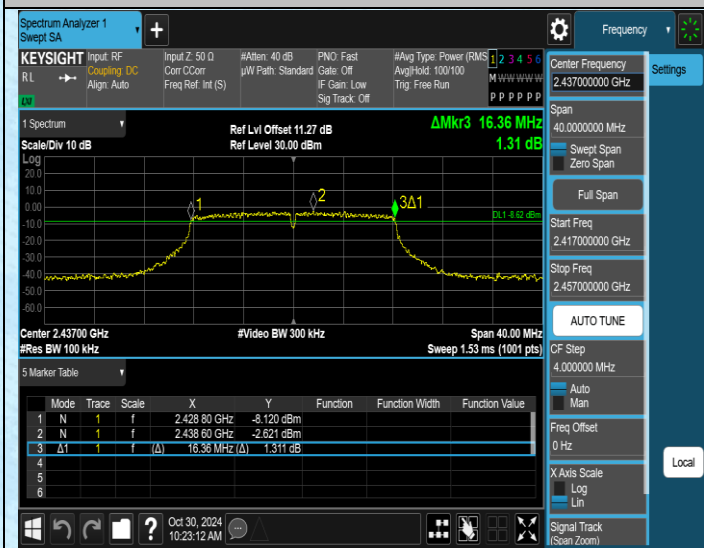 Spectrum Analyzer 1
Swept SA
+
Frequency
KEYSIGHT Input: RF Input Z: 50 Ω #Atten: 40 dB PNO: Fast #Avg Type: Power (RMS 1 2 3 4 5 6
RL Coupling: DC Corr CCorr µW Path: Standard Gate: Off Avg|Hold: 100/100 M W W W W W
Align: Auto Freq Ref: Int (S) IF Gain: Low Trig: Free Run
Sig Track: Off P P P P P P
1 Spectrum
Ref Lvl Offset 11.27 dB ΔMkr3 16.36 MHz
Scale/Div 10 dB Ref Level 30.00 dBm 1.31 dB
Log
20.0
10.0
0.00
-10.0
-20.0
-30.0
-40.0
-50.0
-60.0
1
2
3Δ1
DL1 -8.62 dBm
Center 2.43700 GHz #Video BW 300 kHz Span 40.00 MHz
#Res BW 100 kHz Sweep 1.53 ms (1001 pts)
5 Marker Table
Mode Trace Scale X Y Function Function Width Function Value
1 N 1 f 2.428 80 GHz -8.120 dBm
2 N 1 f 2.438 60 GHz -2.621 dBm
3 Δ1 1 f (Δ) 16.36 MHz (Δ) 1.311 dB
4
5
6
?
Oct 30, 2024
10:23:12 AM
Center Frequency
2.437000000 GHz
Settings
Span
40.0000000 MHz
Swept Span
Zero Span
Full Span
Start Freq
2.417000000 GHz
Stop Freq
2.457000000 GHz
AUTO TUNE
CF Step
4.000000 MHz
Auto
Man
Freq Offset
0 Hz
Local
X Axis Scale
Log
Lin
Signal Track
(Span Zoom)